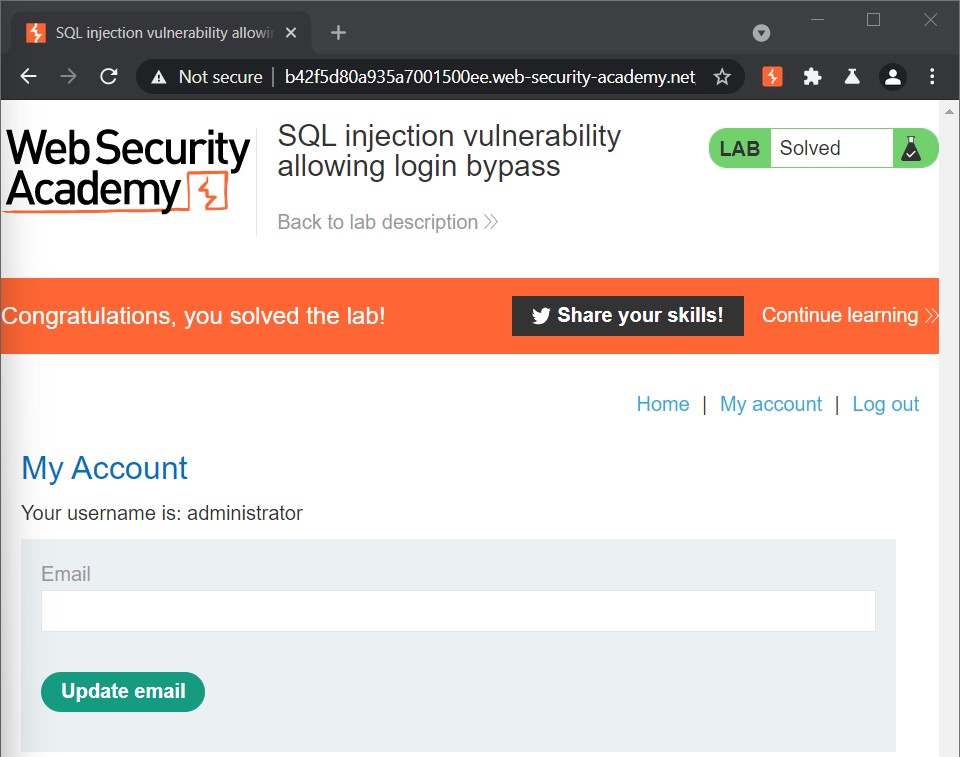 SQL injection vulnerability allowin
Not secure | b42f5d80a935a7001500ee.web-security-academy.net
Web Security
Academy
SQL injection vulnerability
allowing login bypass
LAB Solved
Back to lab description
Congratulations, you solved the lab!
Share your skills!
Continue learning
Home | My account | Log out
My Account
Your username is: administrator
Email
Update email